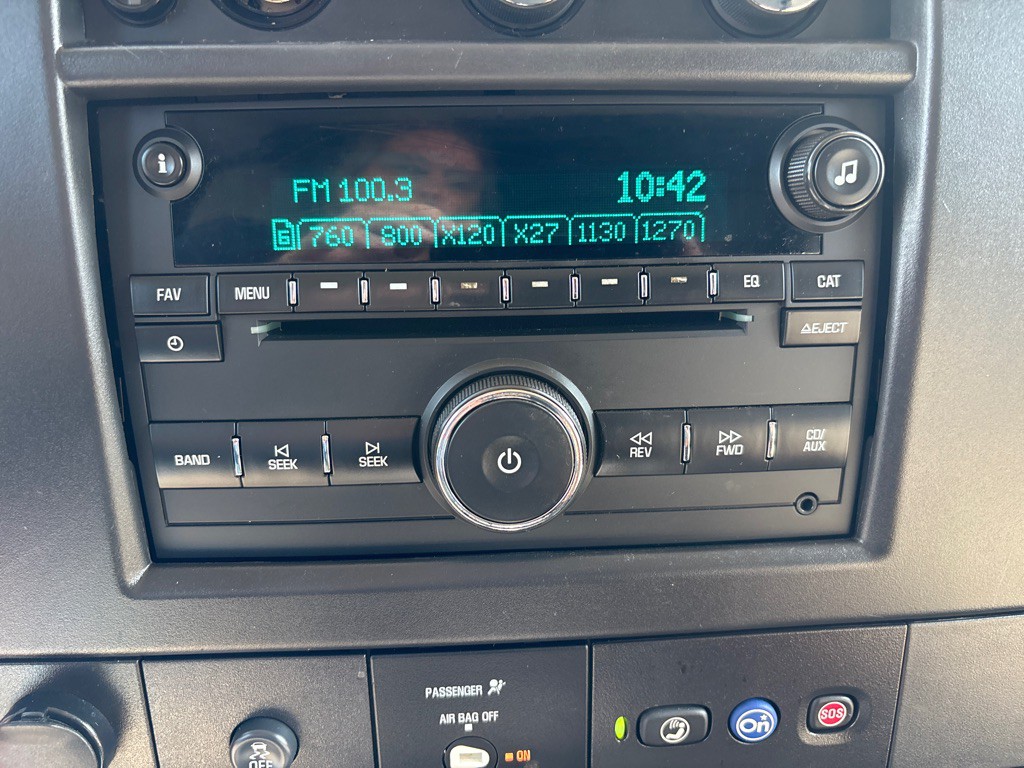 FM 100.3 10:42
6 760 800 X120 X27 1130 1270
FAV MENU EQ CAT
EJECT
BAND SEEK SEEK REV FWD CD/
AUX
PASSENGER
AIR BAG OFF
ON
OFF
On
SOS